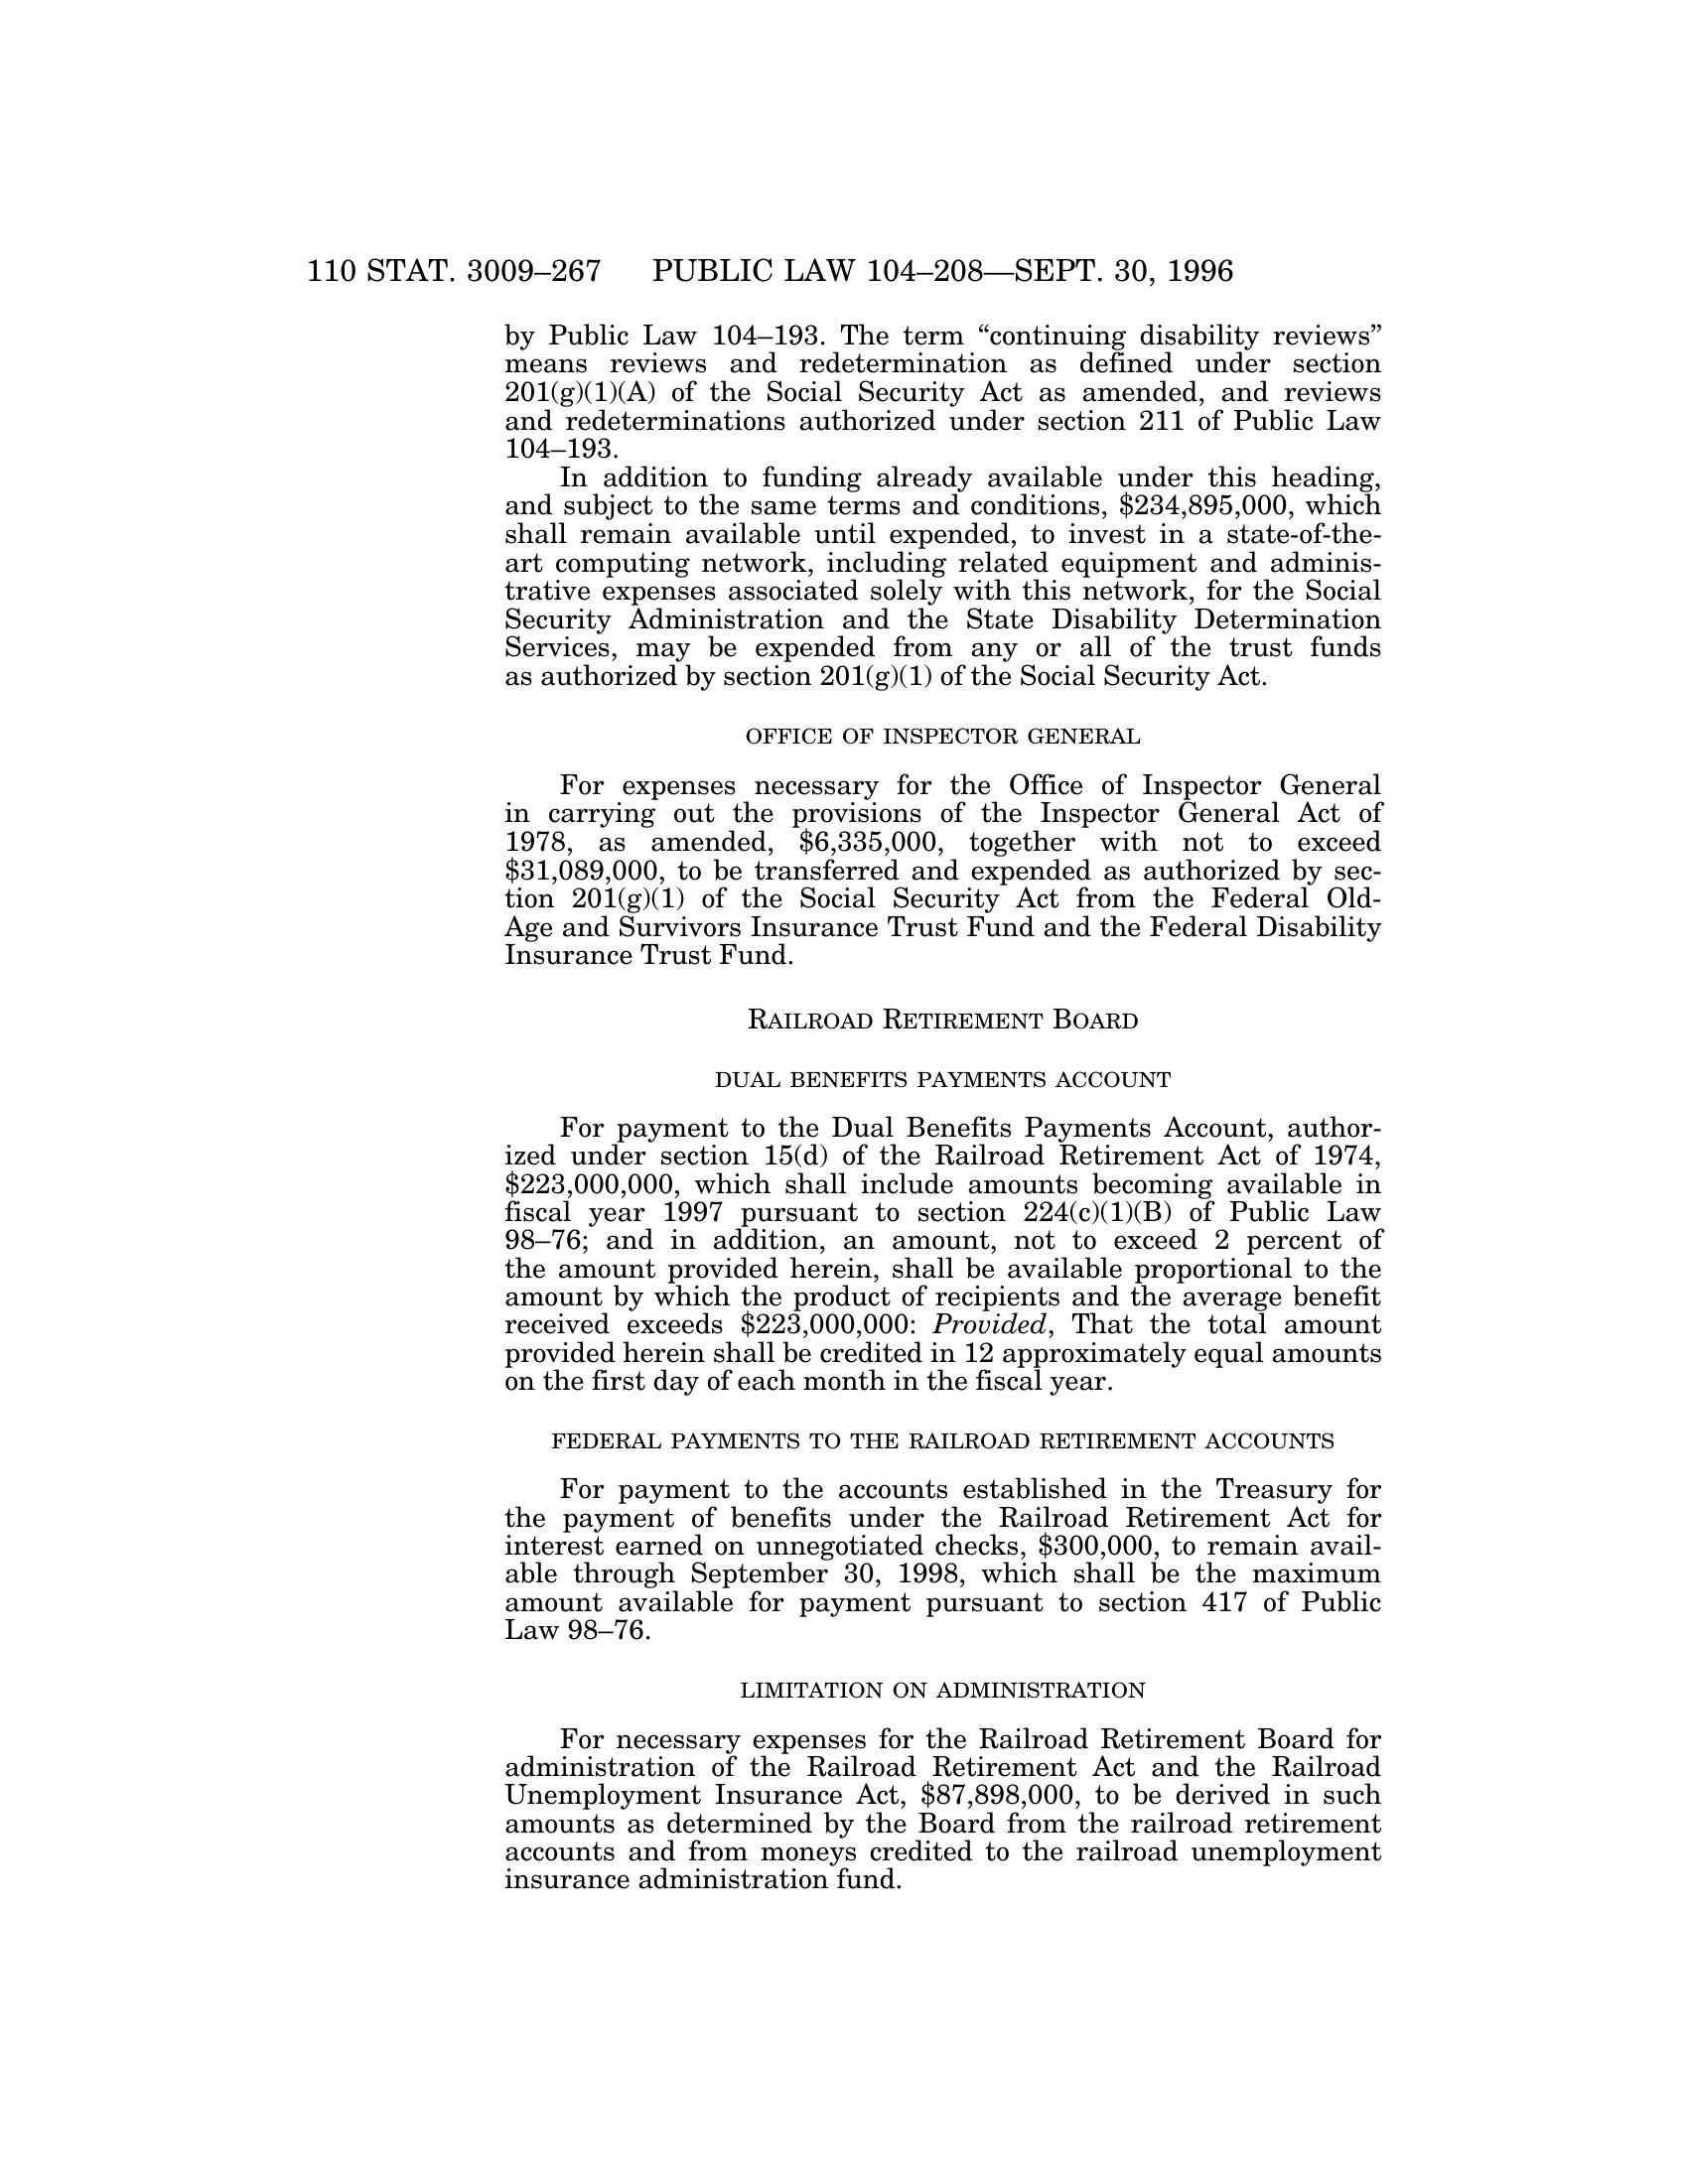 110 STAT. 3009–267 PUBLIC LAW 104–208—SEPT. 30, 1996
by Public Law 104–193. The term “continuing disability reviews”
means reviews and redetermination as defined under section
201(g)(1)(A) of the Social Security Act as amended, and reviews
and redeterminations authorized under section 211 of Public Law
104–193.
In addition to funding already available under this heading,
and subject to the same terms and conditions, $234,895,000, which
shall remain available until expended, to invest in a state-of-the-
art computing network, including related equipment and adminis-
trative expenses associated solely with this network, for the Social
Security Administration and the State Disability Determination
Services, may be expended from any or all of the trust funds
as authorized by section 201(g)(1) of the Social Security Act.
OFFICE OF INSPECTOR GENERAL
For expenses necessary for the Office of Inspector General
in carrying out the provisions of the Inspector General Act of
1978, as amended, $6,335,000, together with not to exceed
$31,089,000, to be transferred and expended as authorized by sec-
tion 201(g)(1) of the Social Security Act from the Federal Old-
Age and Survivors Insurance Trust Fund and the Federal Disability
Insurance Trust Fund.
RAILROAD RETIREMENT BOARD
DUAL BENEFITS PAYMENTS ACCOUNT
For payment to the Dual Benefits Payments Account, author-
ized under section 15(d) of the Railroad Retirement Act of 1974,
$223,000,000, which shall include amounts becoming available in
fiscal year 1997 pursuant to section 224(c)(1)(B) of Public Law
98–76; and in addition, an amount, not to exceed 2 percent of
the amount provided herein, shall be available proportional to the
amount by which the product of recipients and the average benefit
received exceeds $223,000,000: Provided, That the total amount
provided herein shall be credited in 12 approximately equal amounts
on the first day of each month in the fiscal year.
FEDERAL PAYMENTS TO THE RAILROAD RETIREMENT ACCOUNTS
For payment to the accounts established in the Treasury for
the payment of benefits under the Railroad Retirement Act for
interest earned on unnegotiated checks, $300,000, to remain avail-
able through September 30, 1998, which shall be the maximum
amount available for payment pursuant to section 417 of Public
Law 98–76.
LIMITATION ON ADMINISTRATION
For necessary expenses for the Railroad Retirement Board for
administration of the Railroad Retirement Act and the Railroad
Unemployment Insurance Act, $87,898,000, to be derived in such
amounts as determined by the Board from the railroad retirement
accounts and from moneys credited to the railroad unemployment
insurance administration fund.